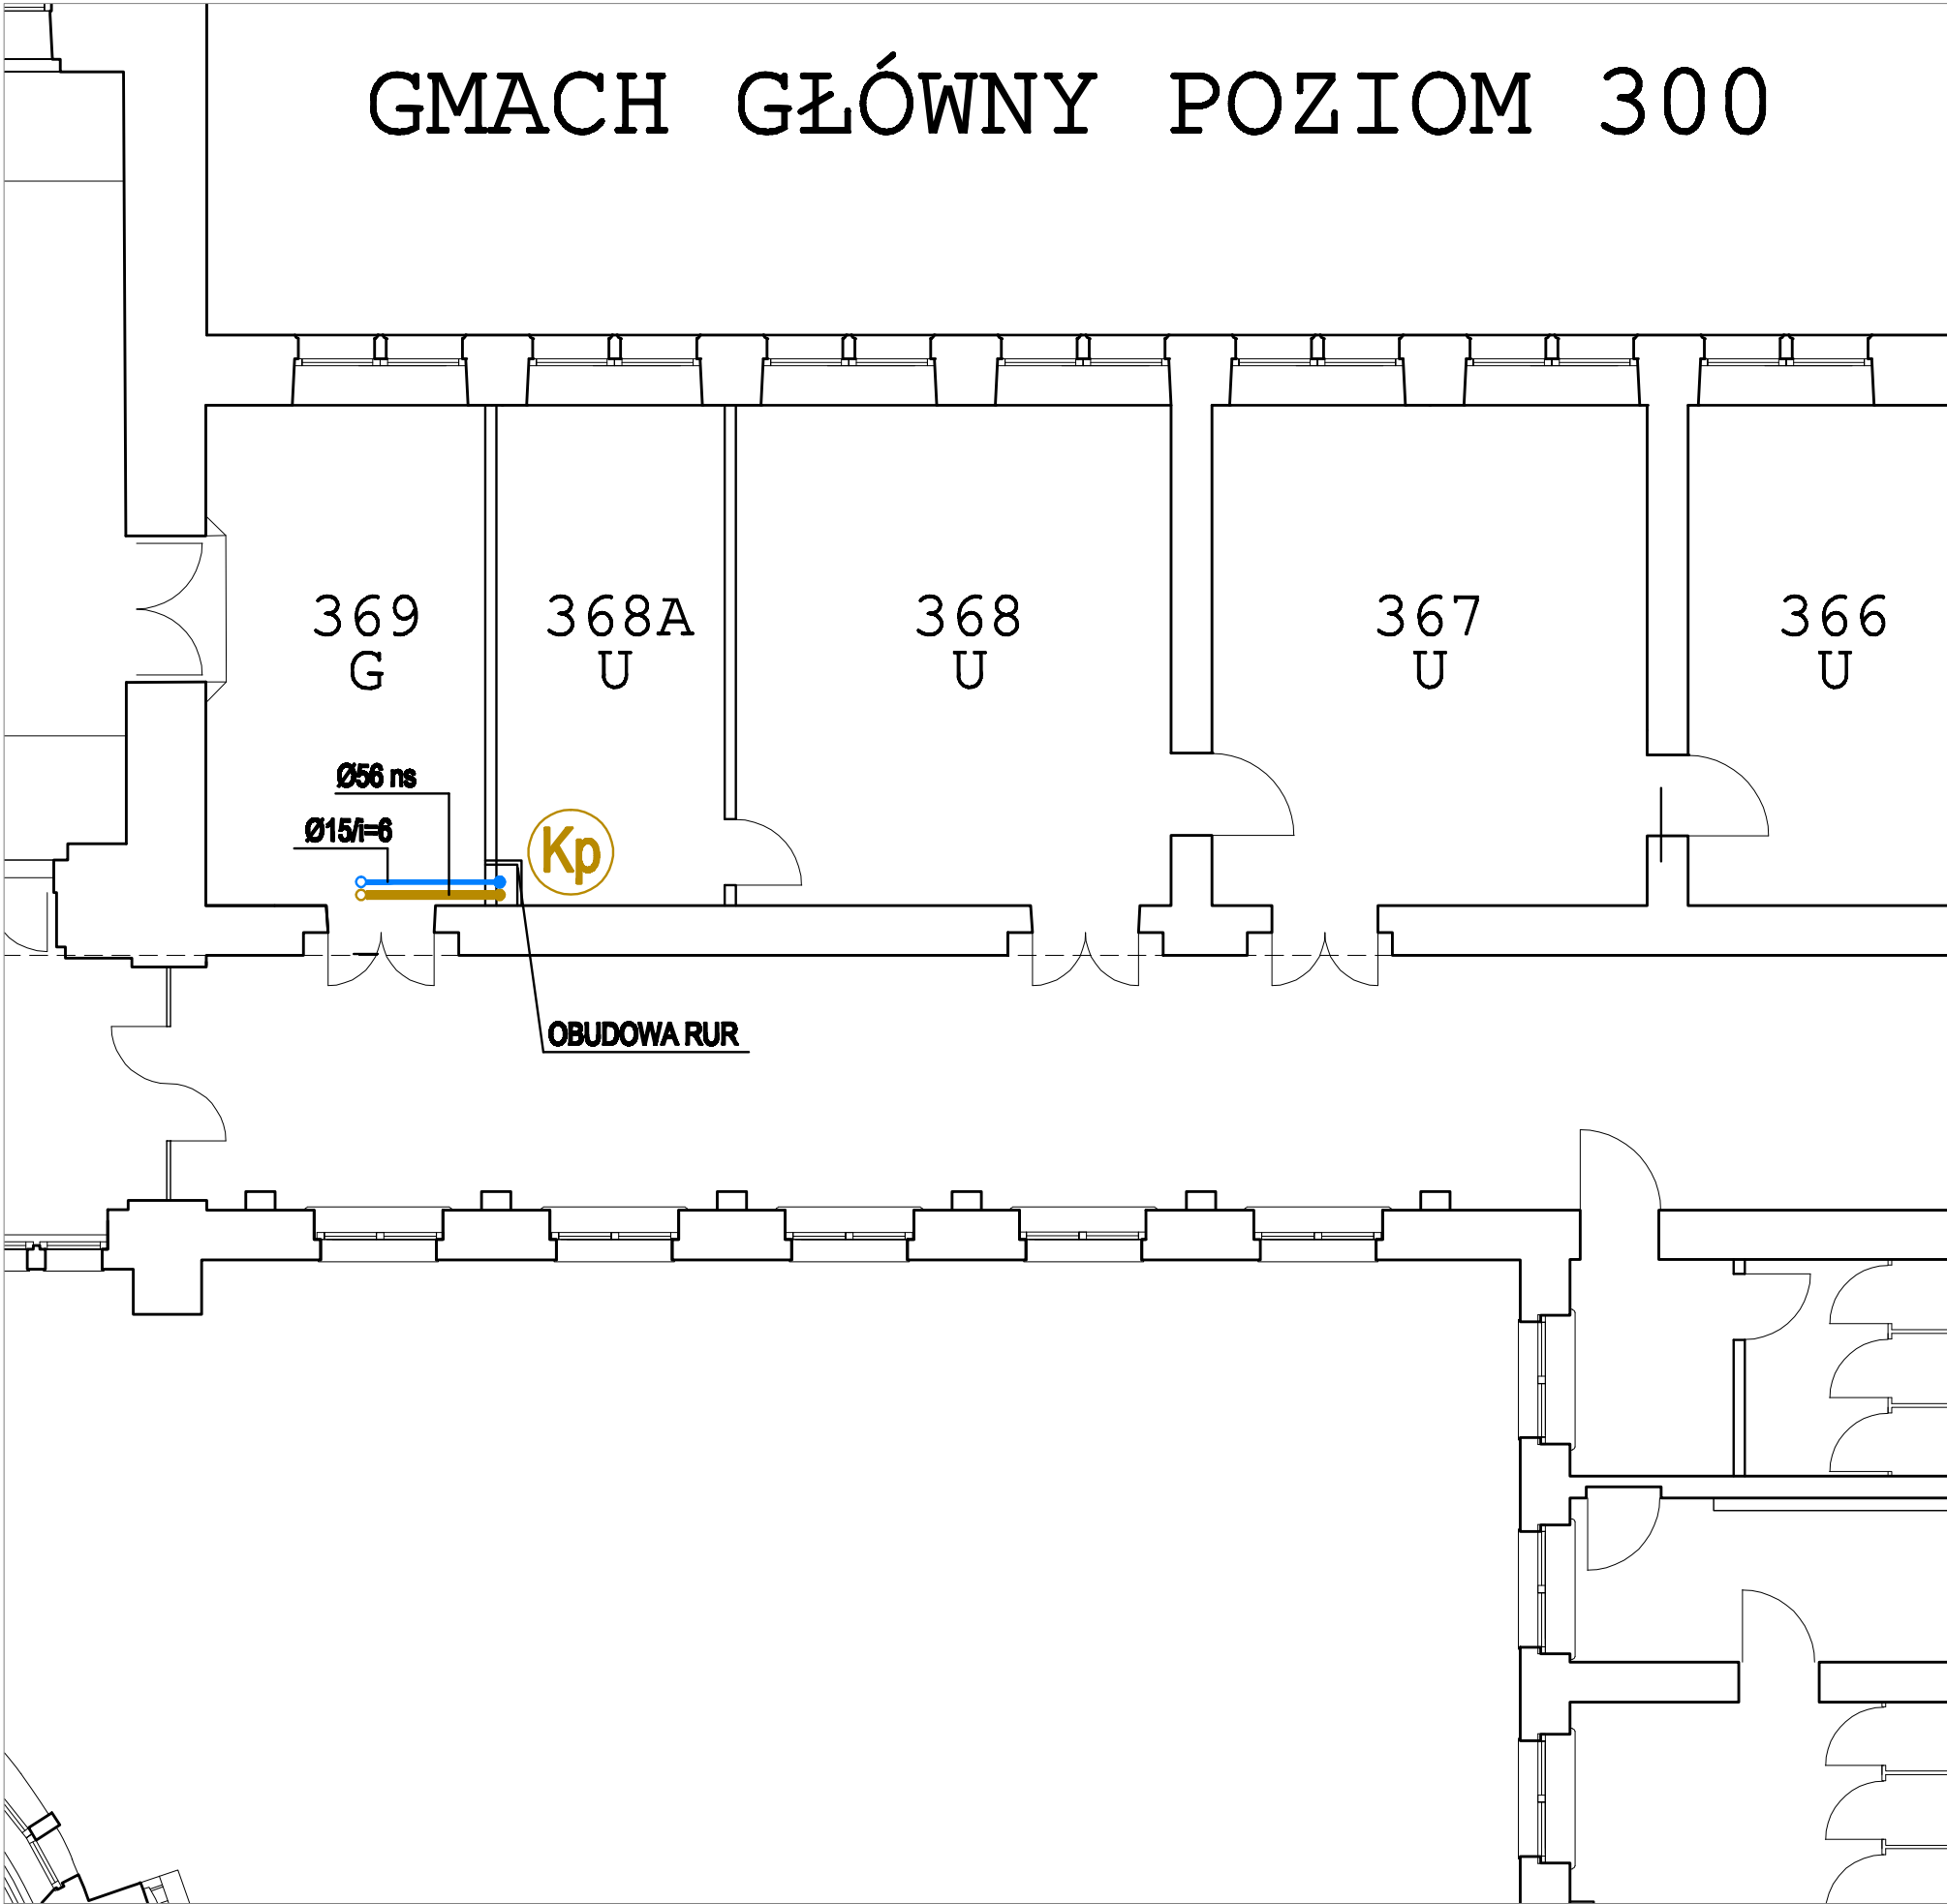 GMACH GŁÓWNY POZIOM 300
369
G
368A
U
368
U
367
U
366
U
Ø56 ns
Ø15/i=6
Kp
OBUDOWA RUR